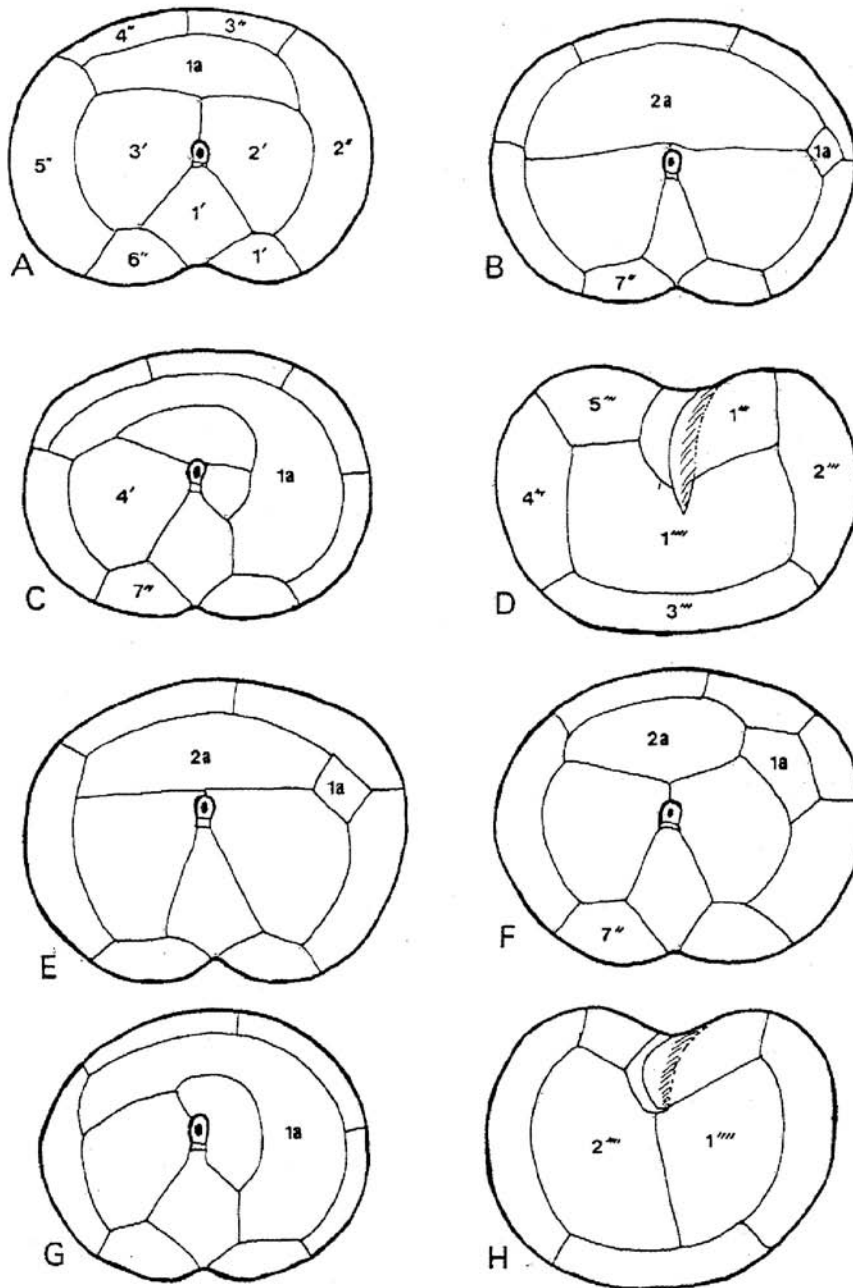 4″ 3″
1a
5″ 3′ 2′ 2″
1′
6″ 1′
A
2a
1a
7″
B
1a
4′
7″
C
5‴ 1‴
4‴ 2‴
1⁗
3‴
D
2a
1a
E
2a
1a
7″
F
1a
G
2⁗ 1⁗
H